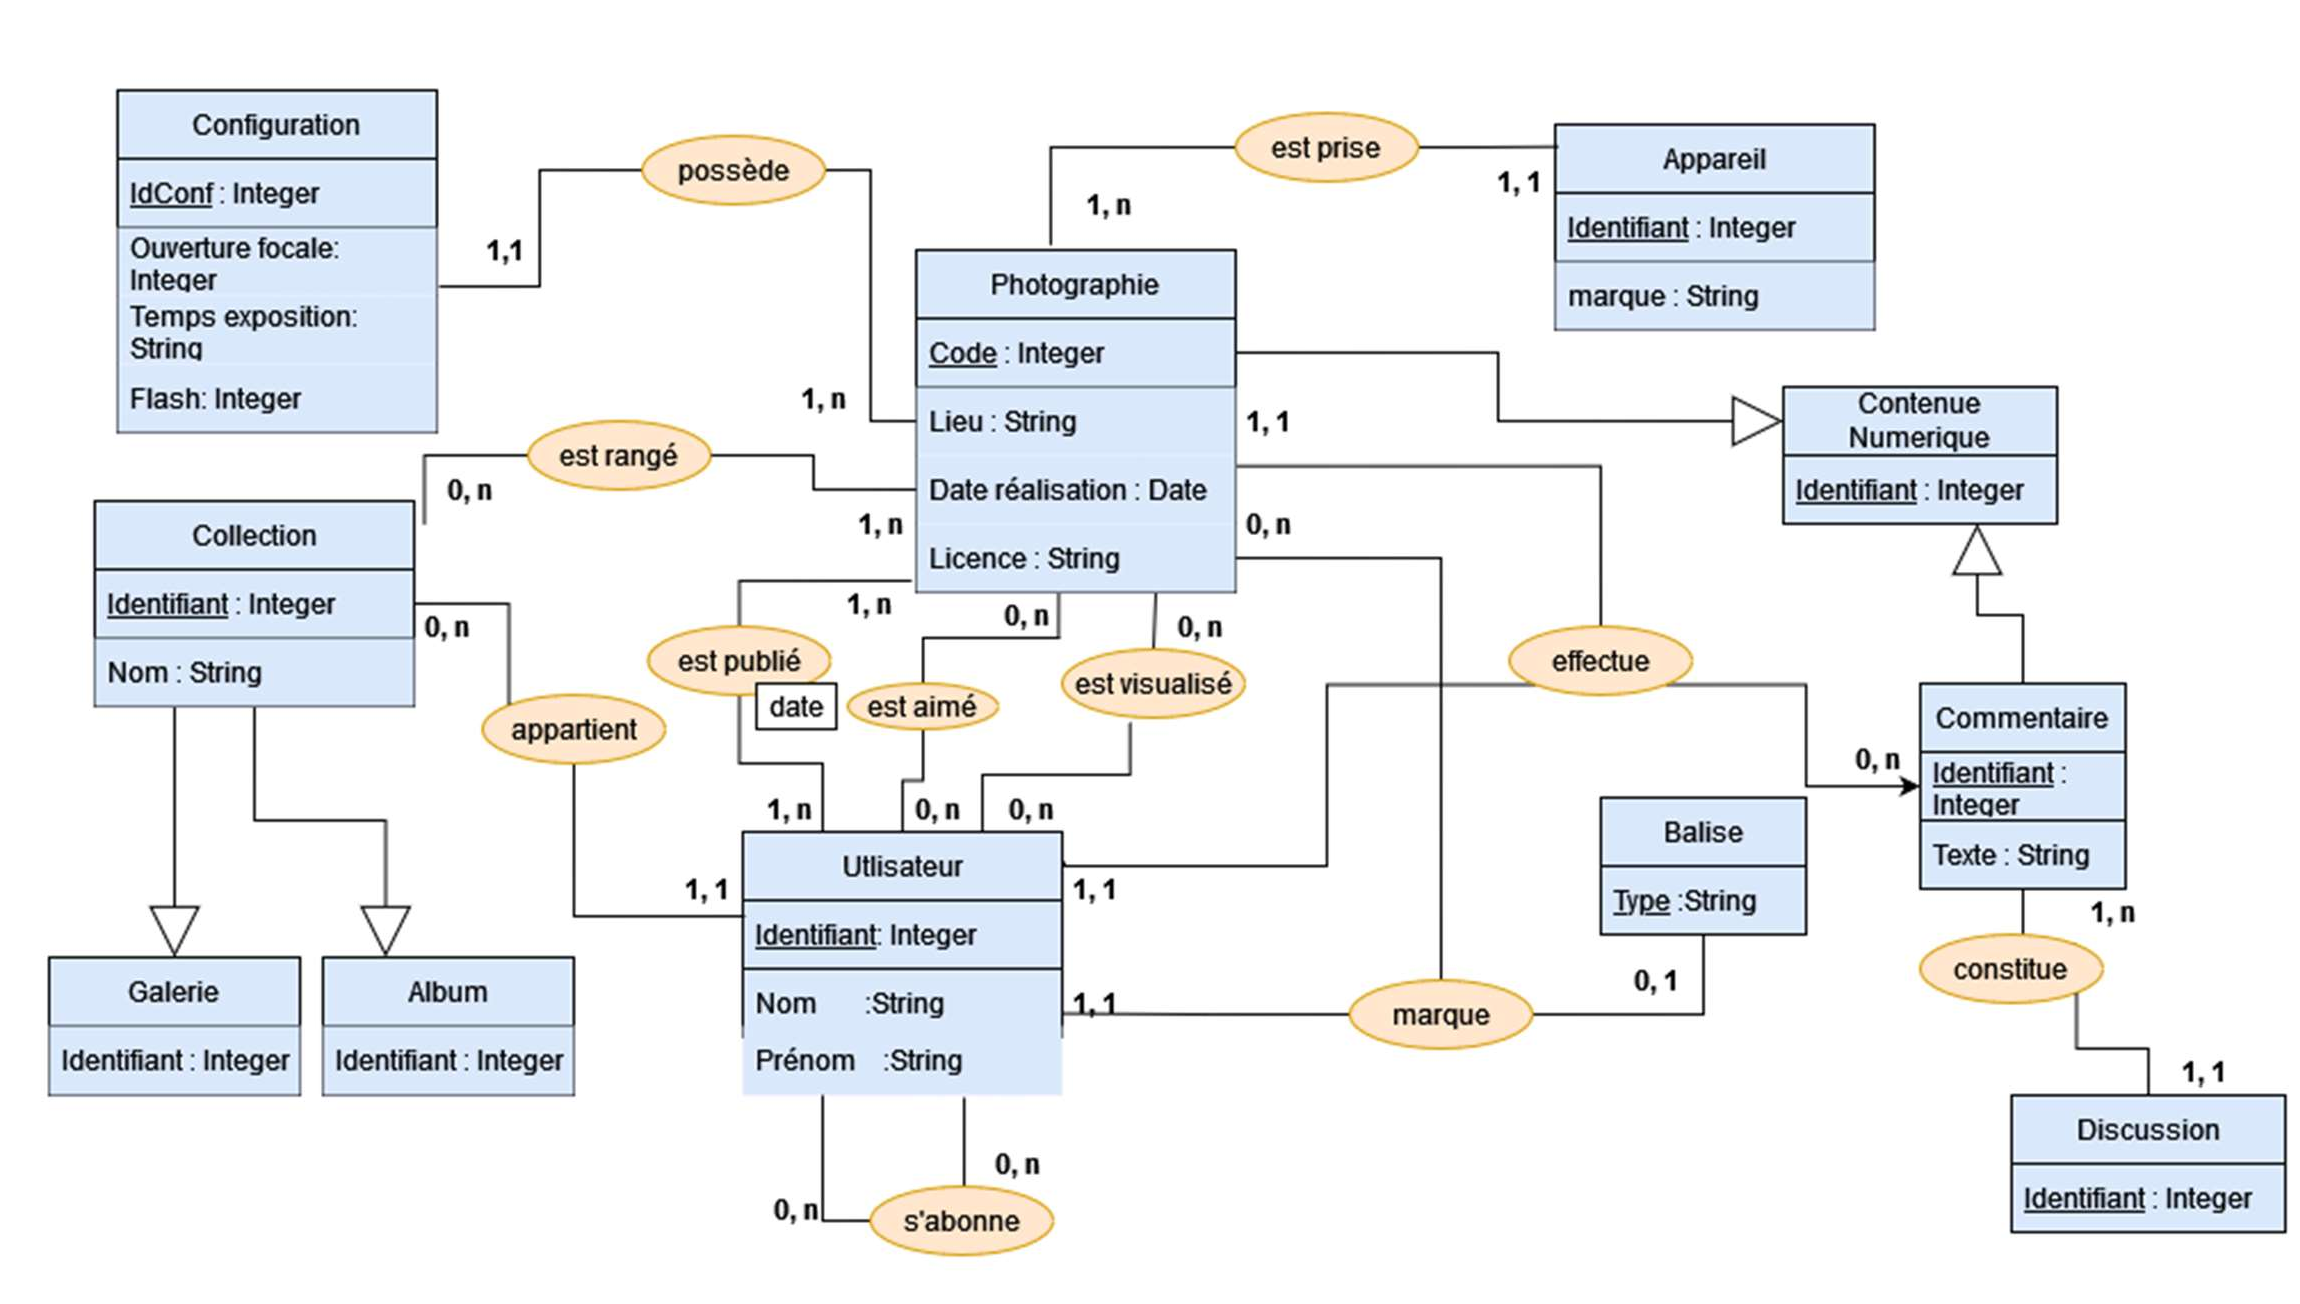 Configuration
IdConf : Integer
Ouverture focale:
Integer
Temps exposition:
String
Flash: Integer
1,1
possède
1, n
est prise
1, n
1, 1
Appareil
Identifiant : Integer
marque : String
Photographie
Code : Integer
Lieu : String
Date réalisation : Date
Licence : String
1, 1
0, n
Contenue
Numerique
Identifiant : Integer
est rangé
0, n
1, n
Collection
Identifiant : Integer
Nom : String
0, n
appartient
1, 1
1, n
est publié
date
1, n
0, n
est aimé
0, n
0, n
est visualisé
0, n
effectue
0, n
1, 1
Commentaire
Identifiant :
Integer
Texte : String
Balise
Type :String
0, 1
marque
1, 1
Utlisateur
Identifiant: Integer
Nom :String
Prénom :String
Galerie
Identifiant : Integer
Album
Identifiant : Integer
1, n
constitue
1, 1
Discussion
Identifiant : Integer
0, n
0, n
s'abonne